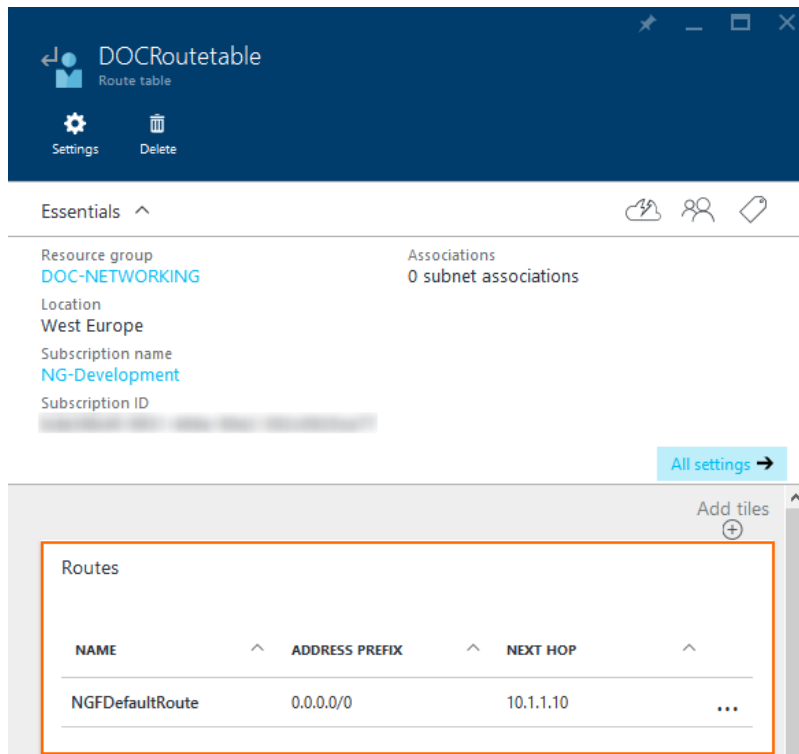 DOCRoutetable
Route table
Settings Delete
Essentials
Resource group
DOC-NETWORKING
Associations
0 subnet associations
Location
West Europe
Subscription name
NG-Development
Subscription ID
All settings
Add tiles
Routes
NAME ADDRESS PREFIX NEXT HOP
NGFDefaultRoute 0.0.0.0/0 10.1.1.10